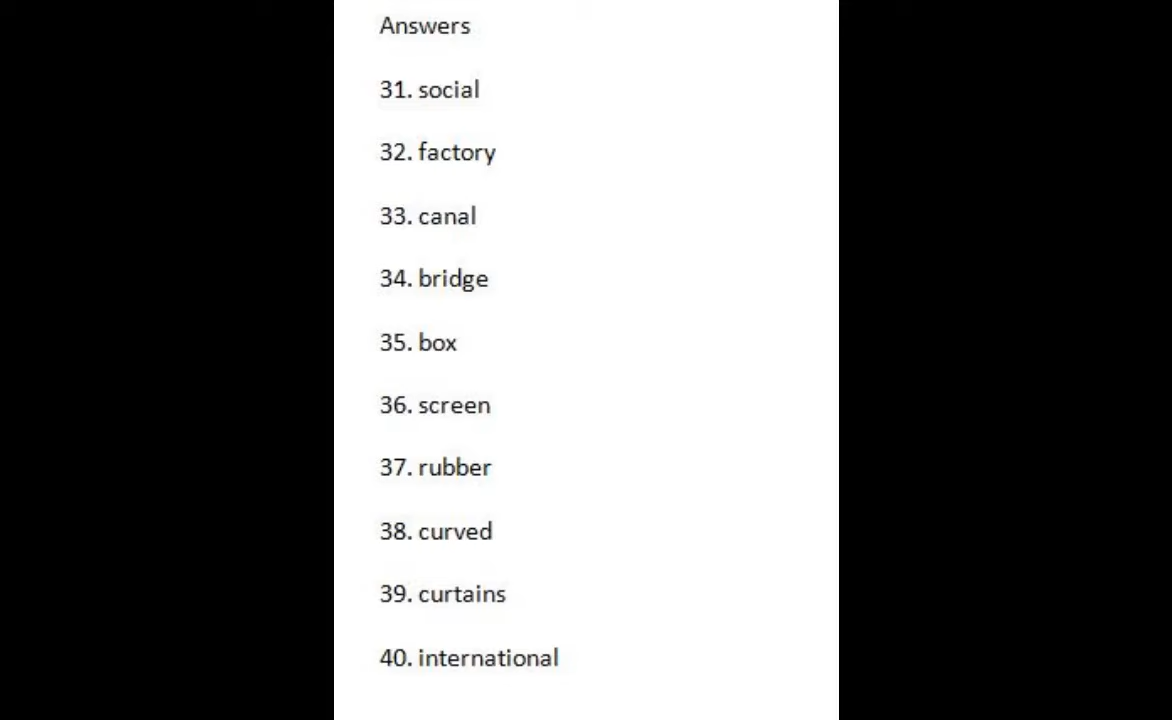 Answers
31. social
32. factory
33. canal
34. bridge
35. box
36. screen
37. rubber
38. curved
39. curtains
40. international